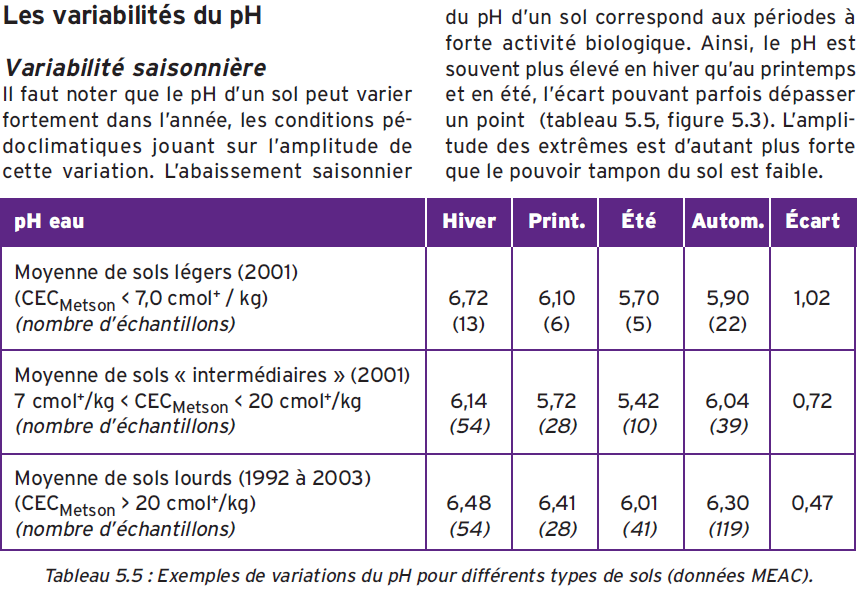 Les variabilités du pH
Variabilité saisonnière
Il faut noter que le pH d'un sol peut varier
fortement dans l'année, les conditions pé-
doclimatiques jouant sur l'amplitude de
cette variation. L'abaissement saisonnier
du pH d'un sol correspond aux périodes à
forte activité biologique. Ainsi, le pH est
souvent plus élevé en hiver qu'au printemps
et en été, l'écart pouvant parfois dépasser
un point (tableau 5.5, figure 5.3). L'ampli-
tude des extrêmes est d'autant plus forte
que le pouvoir tampon du sol est faible.
pH eau Hiver Print. Été Autom. Écart
Moyenne de sols légers (2001)
(CEC Metson < 7,0 cmol⁺ / kg) 6,72 6,10 5,70 5,90 1,02
(nombre d'échantillons) (13) (6) (5) (22)
Moyenne de sols « intermédiaires » (2001)
7 cmol⁺/kg < CEC Metson < 20 cmol⁺/kg 6,14 5,72 5,42 6,04 0,72
(nombre d'échantillons) (54) (28) (10) (39)
Moyenne de sols lourds (1992 à 2003)
(CEC Metson > 20 cmol⁺/kg) 6,48 6,41 6,01 6,30 0,47
(nombre d'échantillons) (54) (28) (41) (119)
Tableau 5.5 : Exemples de variations du pH pour différents types de sols (données MEAC).